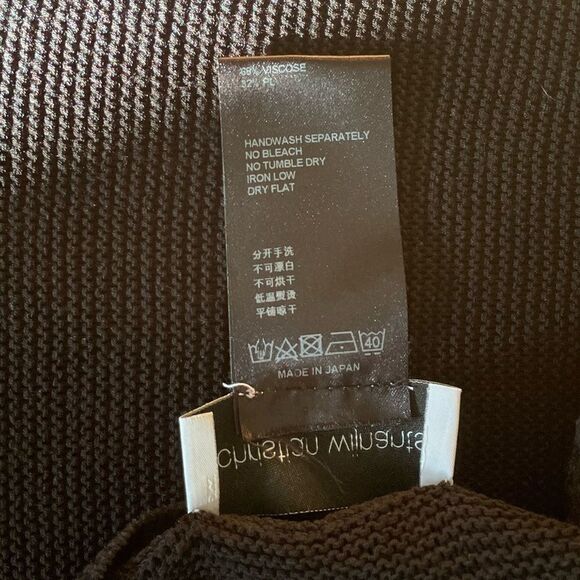 68% VISCOSE
32% PL
HANDWASH SEPARATELY
NO BLEACH
NO TUMBLE DRY
IRON LOW
DRY FLAT
分开手洗
不可漂白
不可烘干
低温熨烫
平铺晾干
40
MADE IN JAPAN
christian wijnants